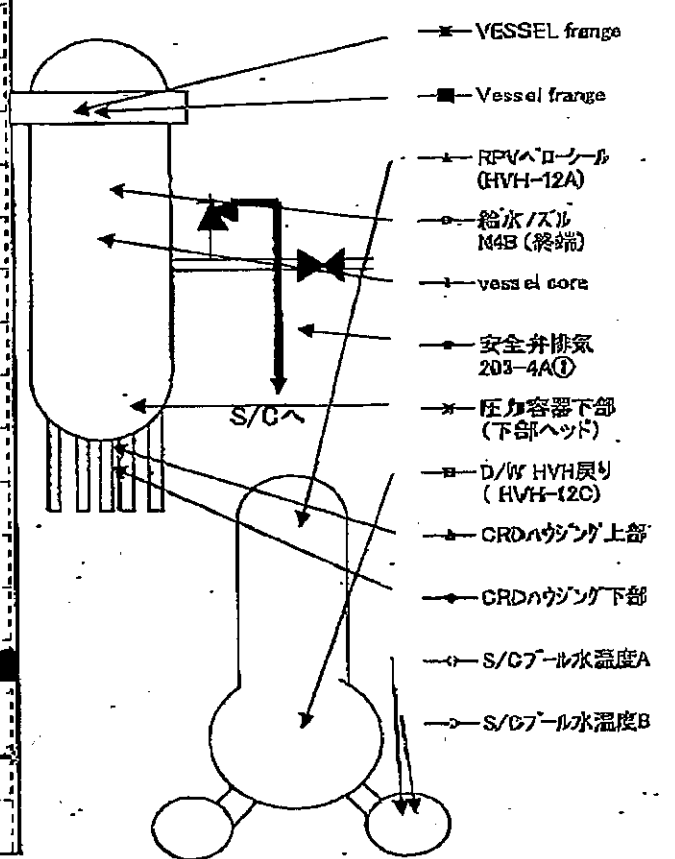 VESSEL frange
Vessel frange
RPVベローシール
(HVH-12A)
給水ノズル
N4B (終端)
vessel core
安全弁排気
203-4A①
圧力容器下部
(下部ヘッド)
D/W HVH戻り
( HVH-12C)
CRDハウジング上部
CRDハウジング下部
S/Cプール水温度A
S/Cプール水温度B
S/Cへ